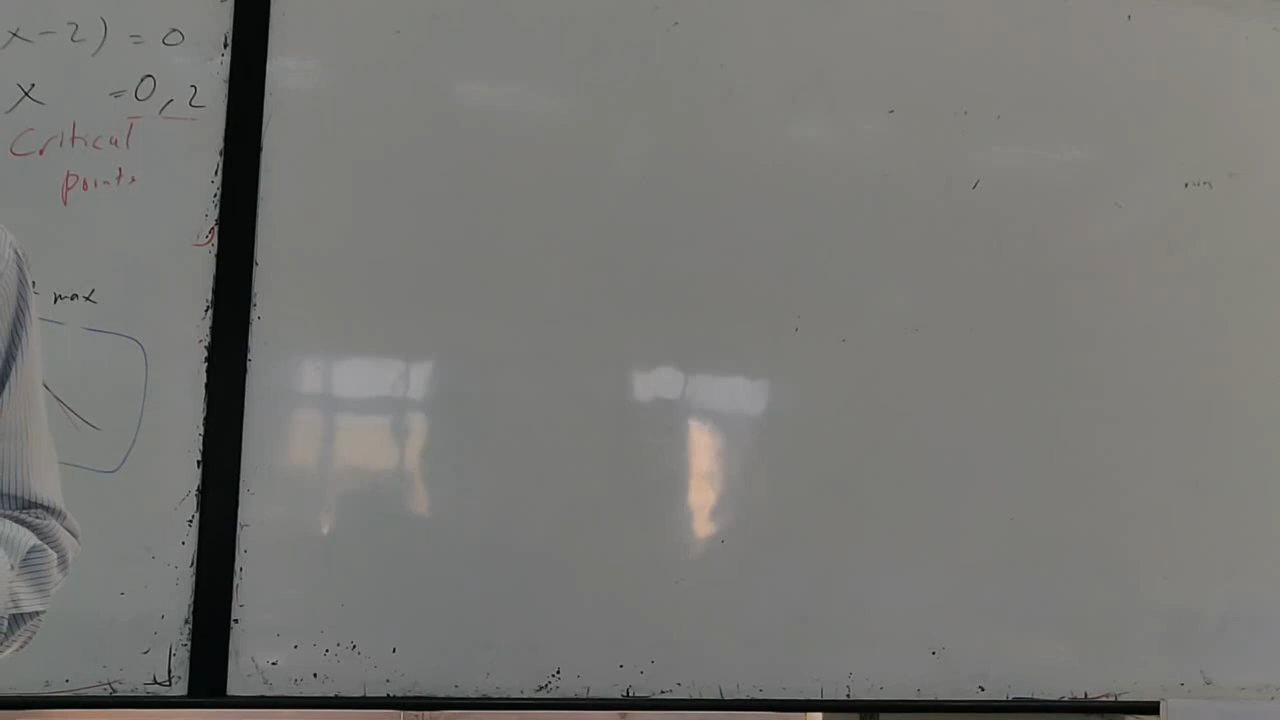 x-2) = 0
x = 0, 2
Critical
points
max